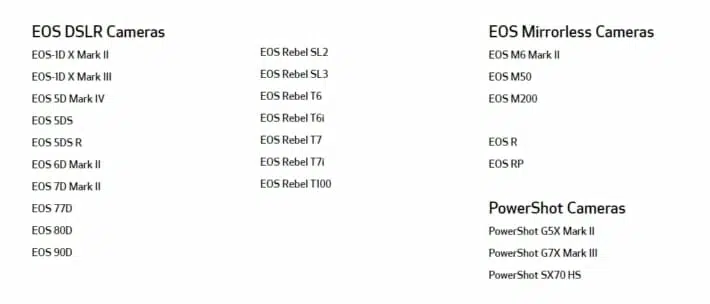 EOS DSLR Cameras
EOS-1D X Mark II
EOS-1D X Mark III
EOS 5D Mark IV
EOS 5DS
EOS 5DS R
EOS 6D Mark II
EOS 7D Mark II
EOS 77D
EOS 80D
EOS 90D
EOS Rebel SL2
EOS Rebel SL3
EOS Rebel T6
EOS Rebel T6i
EOS Rebel T7
EOS Rebel T7i
EOS Rebel T100
EOS Mirrorless Cameras
EOS M6 Mark II
EOS M50
EOS M200
EOS R
EOS RP
PowerShot Cameras
PowerShot G5X Mark II
PowerShot G7X Mark III
PowerShot SX70 HS